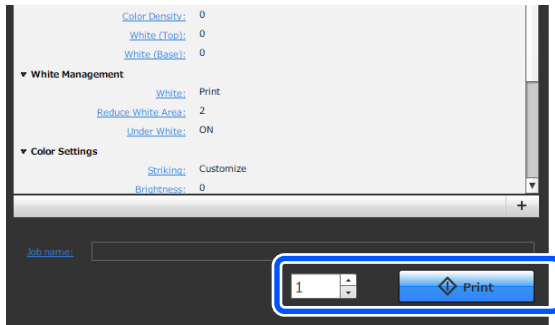 Color Density: 0
White (Top): 0
White (Base): 0
▼ White Management
White: Print
Reduce White Area: 2
Under White: ON
▼ Color Settings
Striking: Customize
Brightness: 0
+
Job name:
1 Print